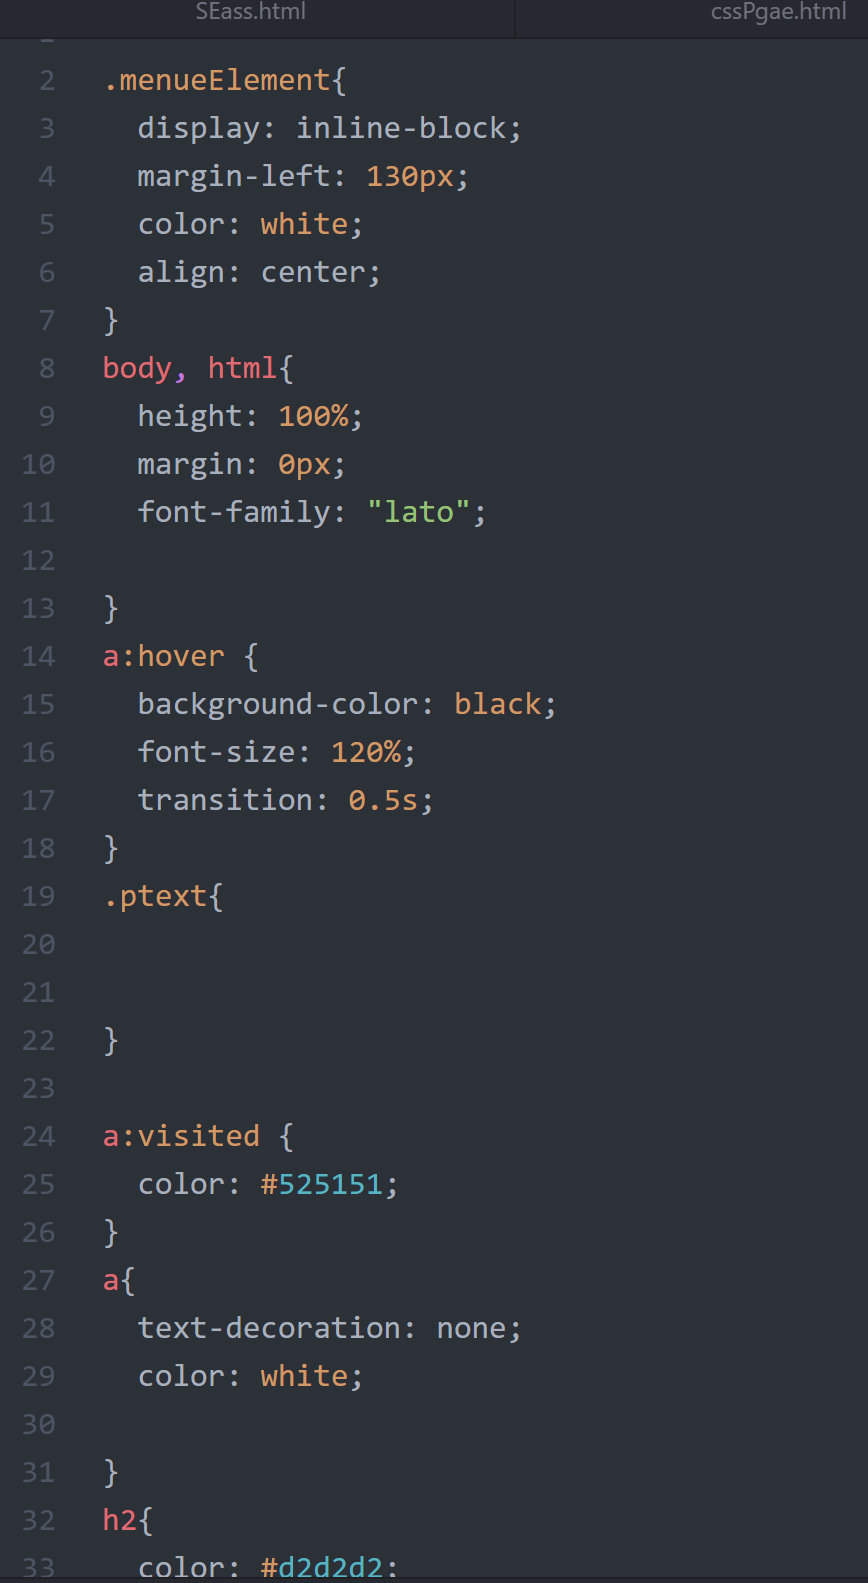 SEass.html cssPgae.html
1
2 .menueElement{
3 display: inline-block;
4 margin-left: 130px;
5 color: white;
6 align: center;
7 }
8 body, html{
9 height: 100%;
10 margin: 0px;
11 font-family: "lato";
12
13 }
14 a:hover {
15 background-color: black;
16 font-size: 120%;
17 transition: 0.5s;
18 }
19 .ptext{
20
21
22 }
23
24 a:visited {
25 color: #525151;
26 }
27 a{
28 text-decoration: none;
29 color: white;
30
31 }
32 h2{
33 color: #d2d2d2;